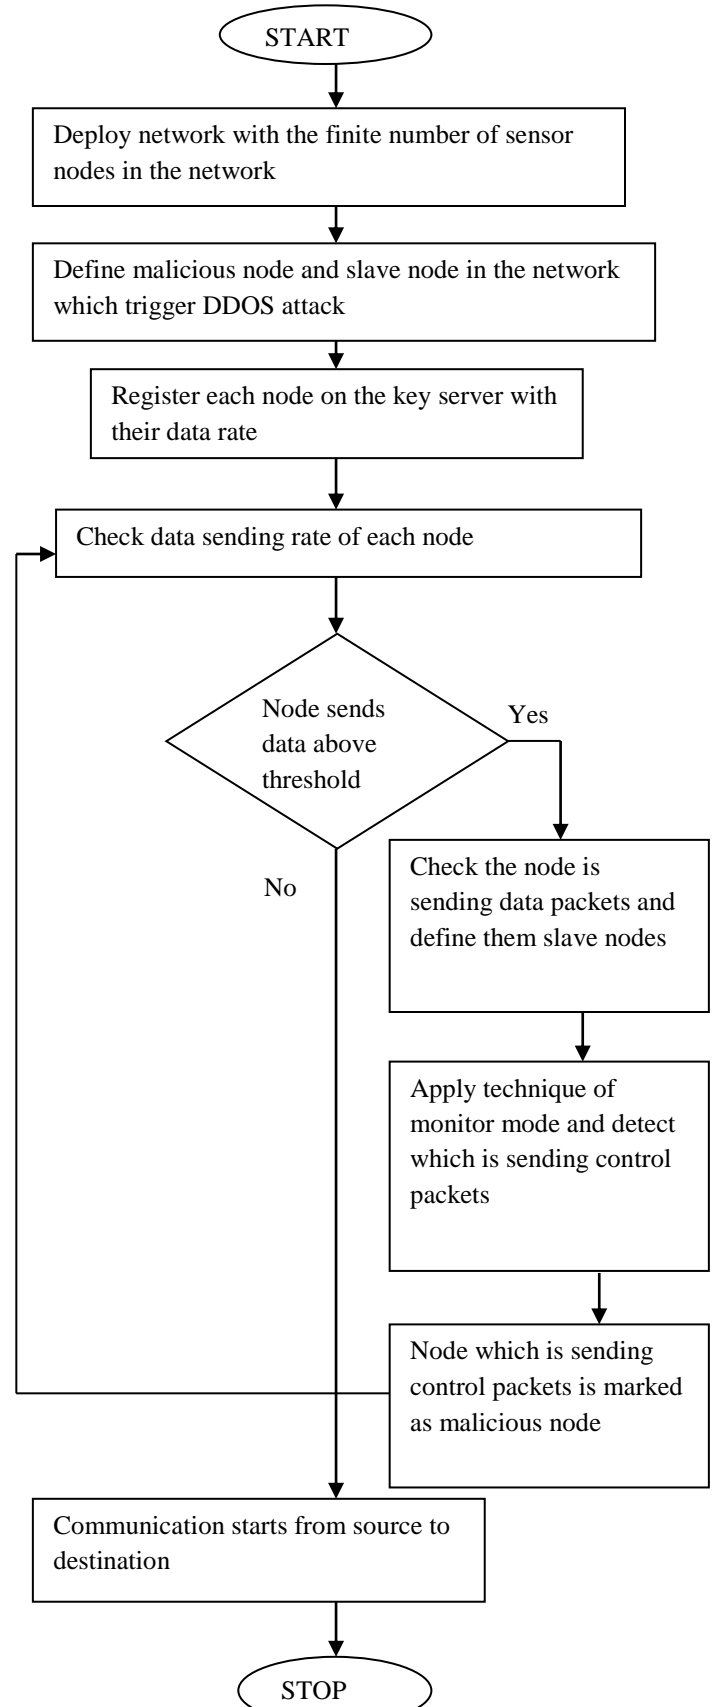 START
Deploy network with the finite number of sensor
nodes in the network
Define malicious node and slave node in the network
which trigger DDOS attack
Register each node on the key server with
their data rate
Check data sending rate of each node
Node sends
data above
threshold
Yes
No
Check the node is
sending data packets and
define them slave nodes
Apply technique of
monitor mode and detect
which is sending control
packets
Node which is sending
control packets is marked
as malicious node
Communication starts from source to
destination
STOP